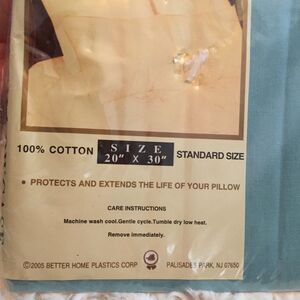 100% COTTON SIZE 20" X 30" STANDARD SIZE
• PROTECTS AND EXTENDS THE LIFE OF YOUR PILLOW
CARE INSTRUCTIONS
Machine wash cool.Gentle cycle.Tumble dry low heat.
Remove immediately.
©2005 BETTER HOME PLASTICS CORP PALISADES PARK, NJ 07650